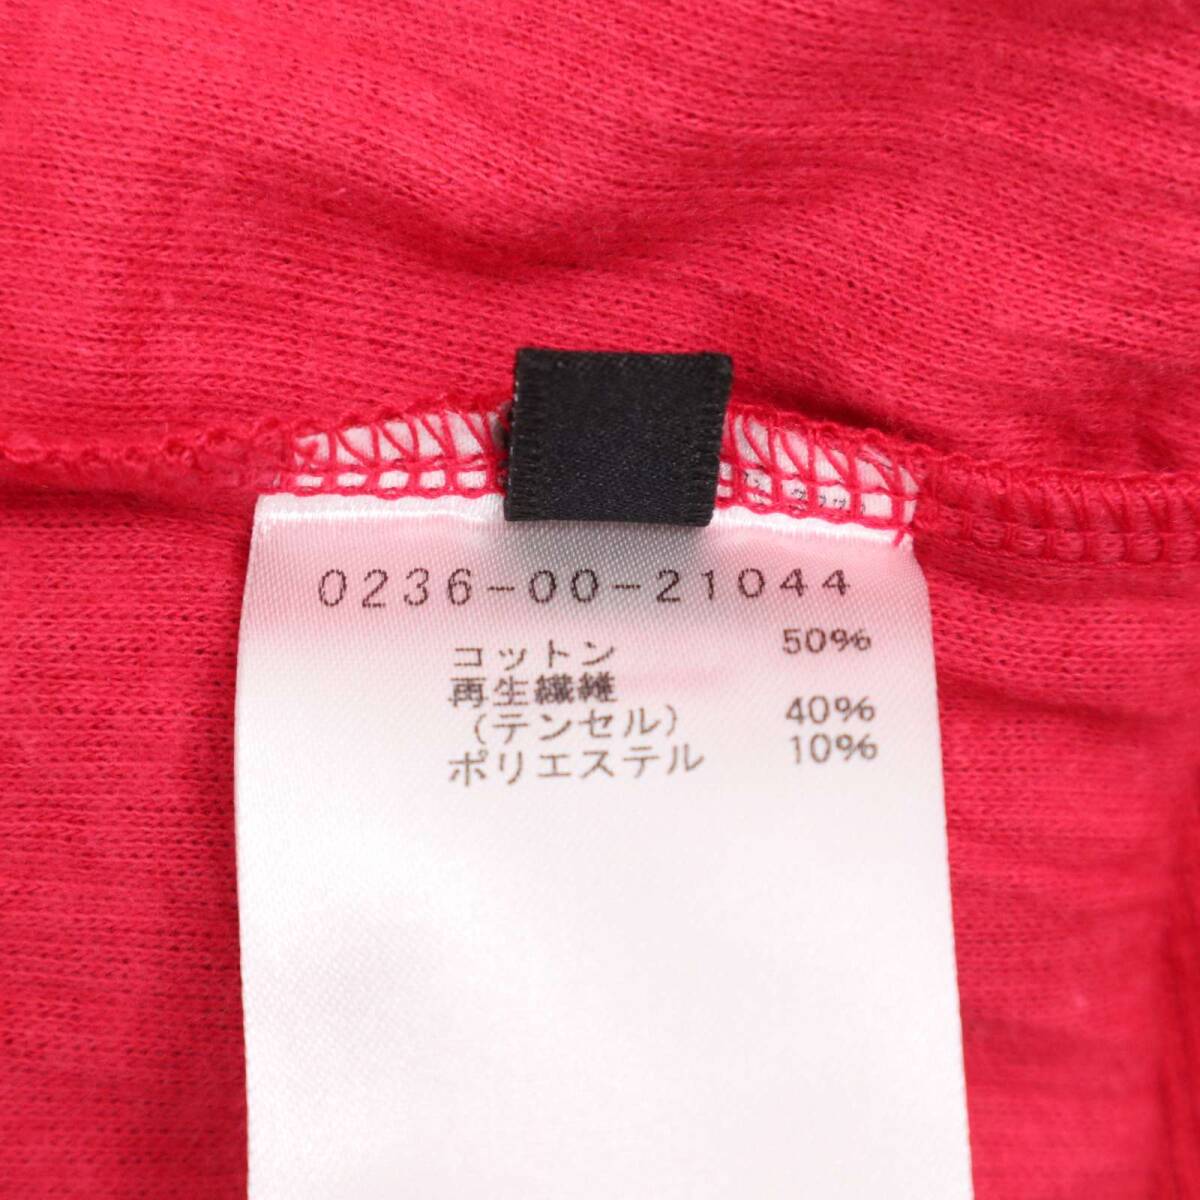 0236-00-21044
コットン 50%
再生繊維
(テンセル) 40%
ポリエステル 10%